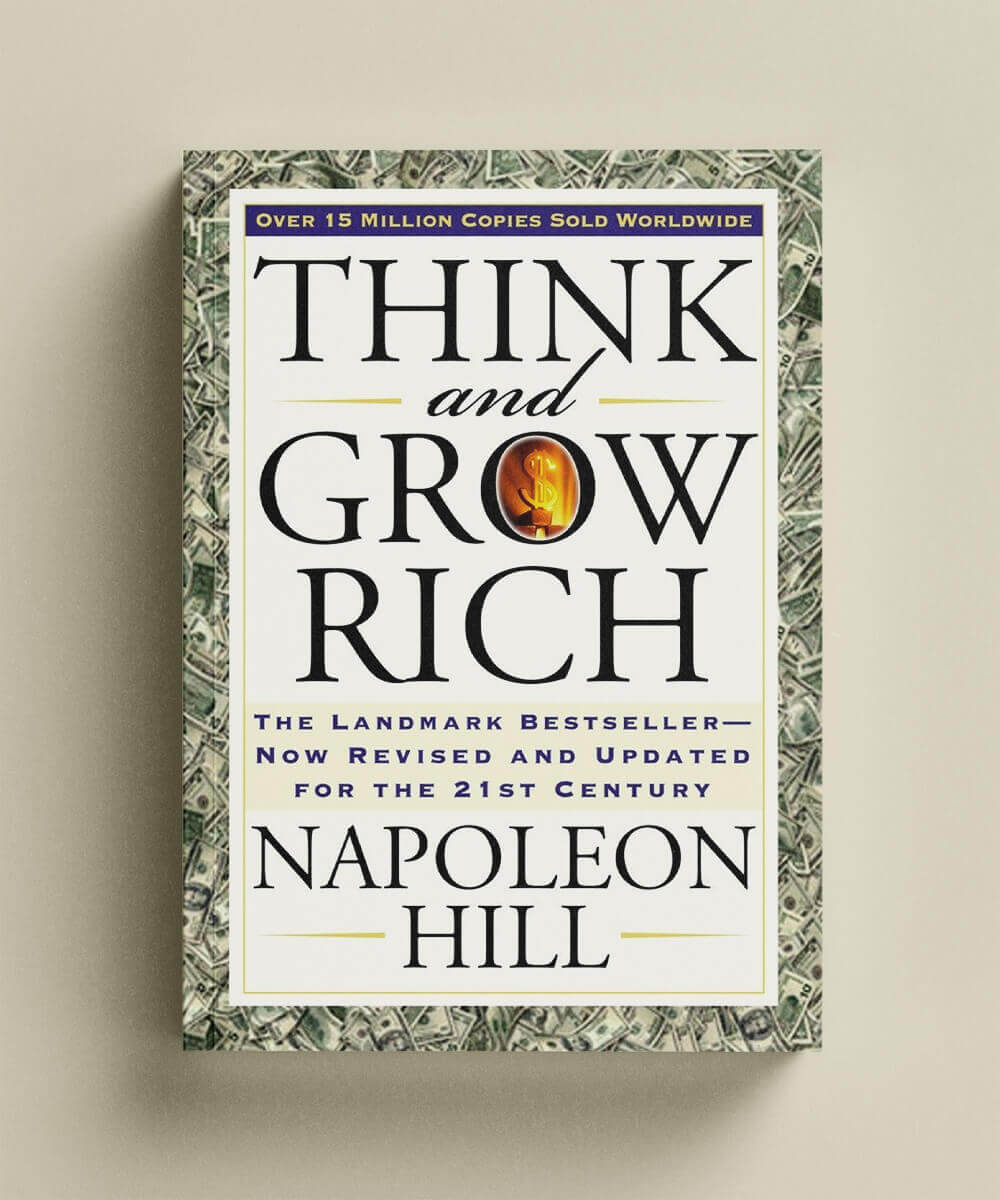 OVER 15 MILLION COPIES SOLD WORLDWIDE
THINK
and
GROW
RICH
THE LANDMARK BESTSELLER—
NOW REVISED AND UPDATED
FOR THE 21ST CENTURY
NAPOLEON
HILL